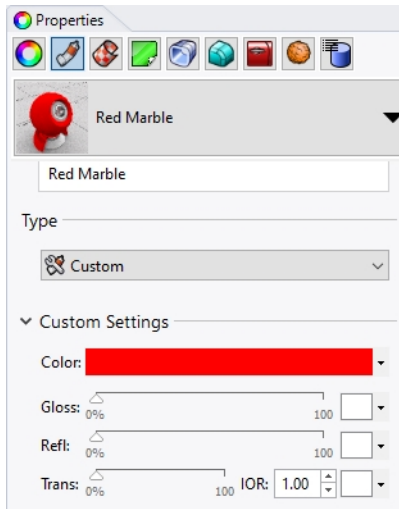 Properties
Red Marble
Red Marble
Type
Custom
Custom Settings
Color:
Gloss: 0% 100
Refl: 0% 100
Trans: 0% 100 IOR: 1.00